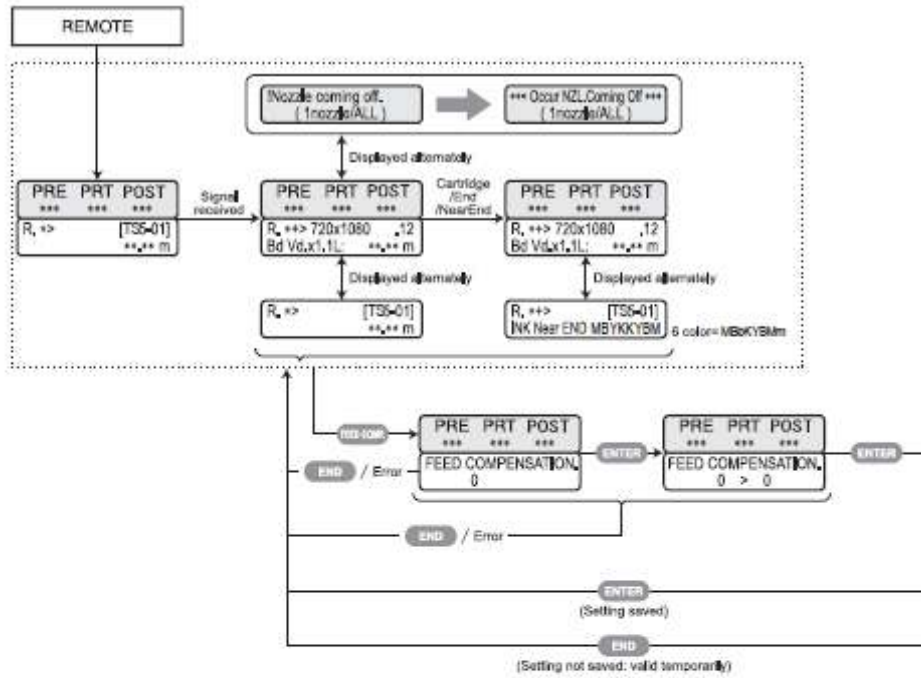 REMOTE
!Nozzle coming off.
( 1nozzle/ALL )
*** Occur NZL.Coming Off ***
( 1nozzle/ALL )
Displayed alternately
PRE PRT POST
*** *** ***
R. *>
[TS5-01]
**.** m
Signal
received
PRE PRT POST
*** *** ***
R. **> 720x1080 .12
Bd Vd.x1.1L: **.** m
Cartridge
/End
/NearEnd
PRE PRT POST
*** *** ***
R. **> 720x1080 .12
Bd Vd.x1.1L: **.** m
Displayed alternately
Displayed alternately
R. *> [TS5-01]
**.** m
R. **> [TS5-01]
INK Near END MBYKKYBM
6 color= MBbKYBMm
FEED COMP.
PRE PRT POST
*** *** ***
FEED COMPENSATION.
0
ENTER
PRE PRT POST
*** *** ***
FEED COMPENSATION.
0 > 0
ENTER
END / Error
END / Error
ENTER
(Setting saved)
END
(Setting not saved: valid temporarily)